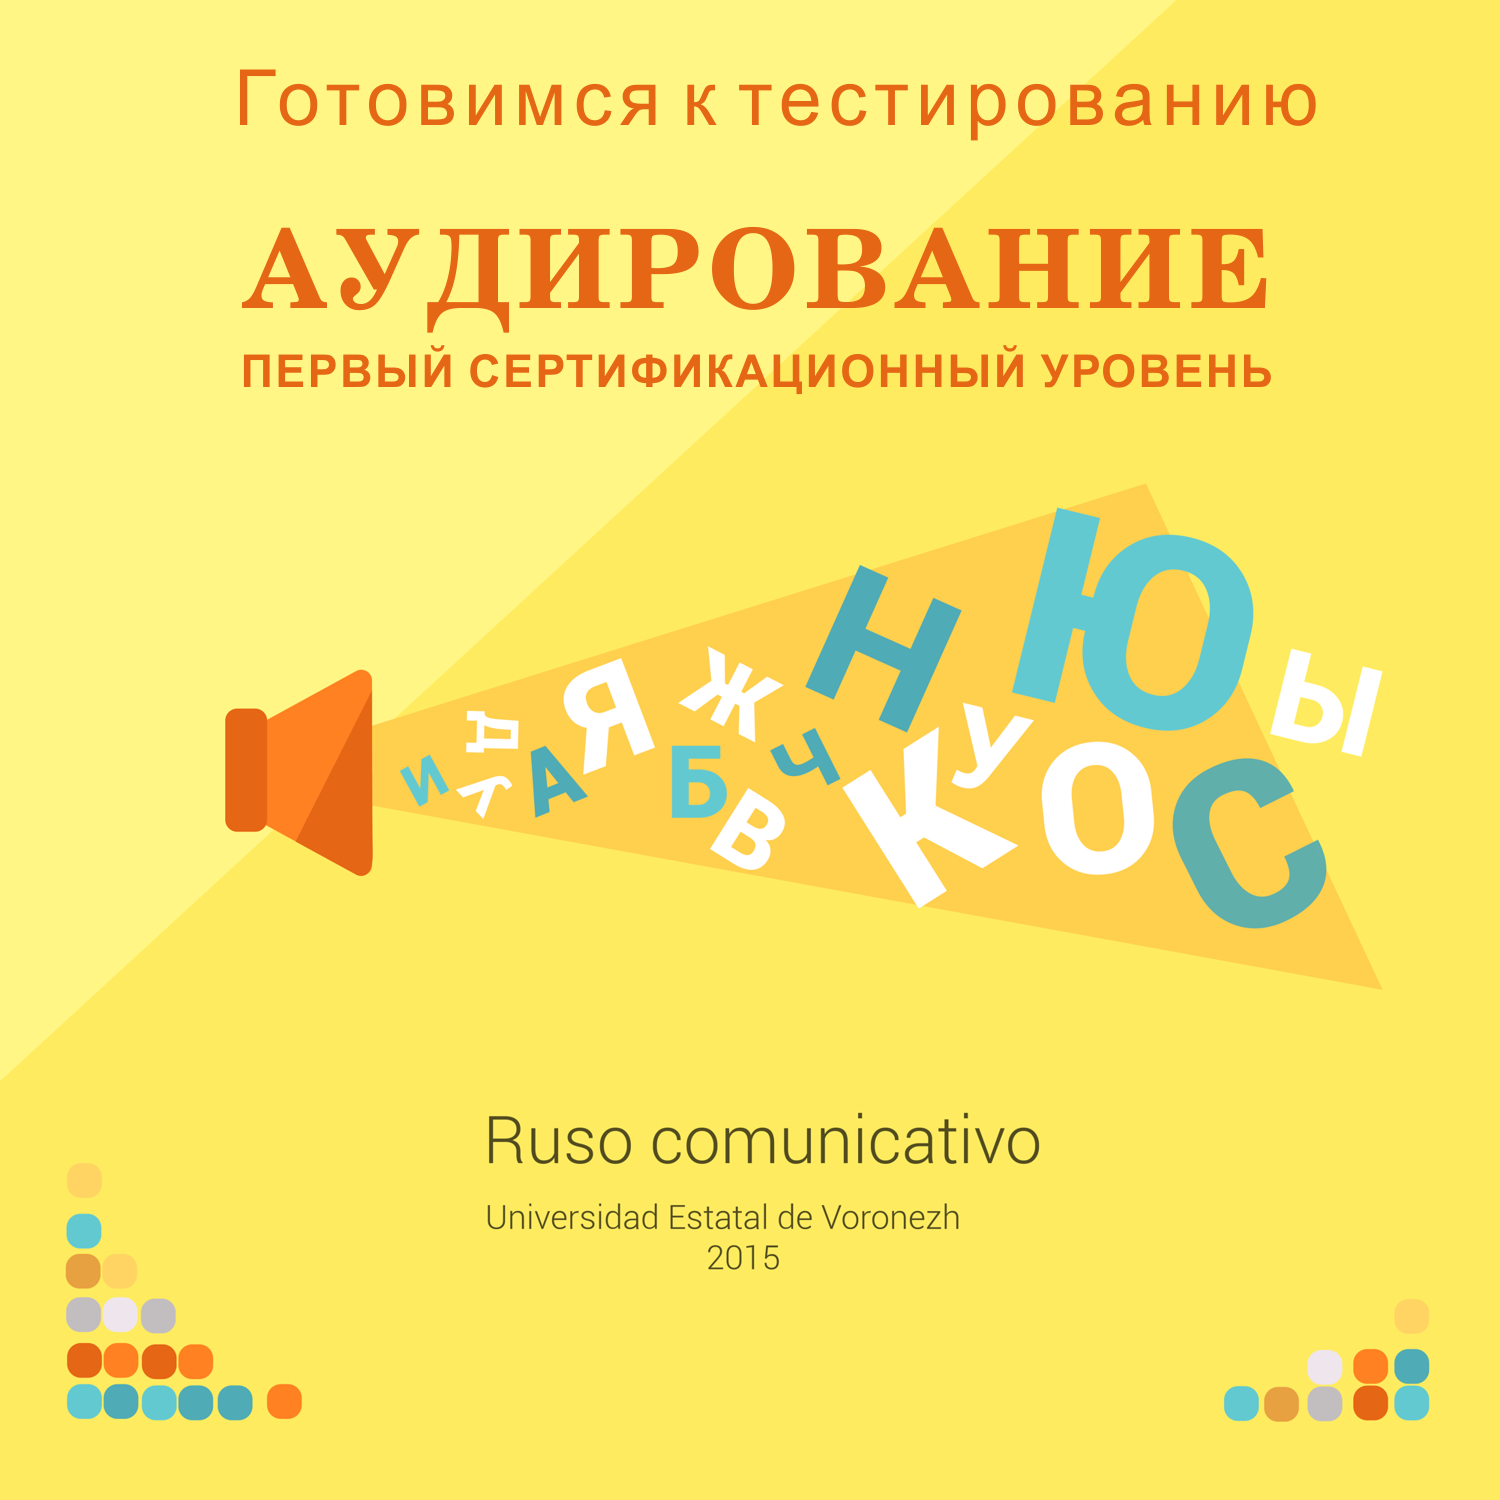 Готовимся к тестированию
АУДИРОВАНИЕ
ПЕРВЫЙ СЕРТИФИКАЦИОННЫЙ УРОВЕНЬ
И Д У А Я Ж Б В Ч Н К У О Ю С Ы
Ruso comunicativo
Universidad Estatal de Voronezh
2015